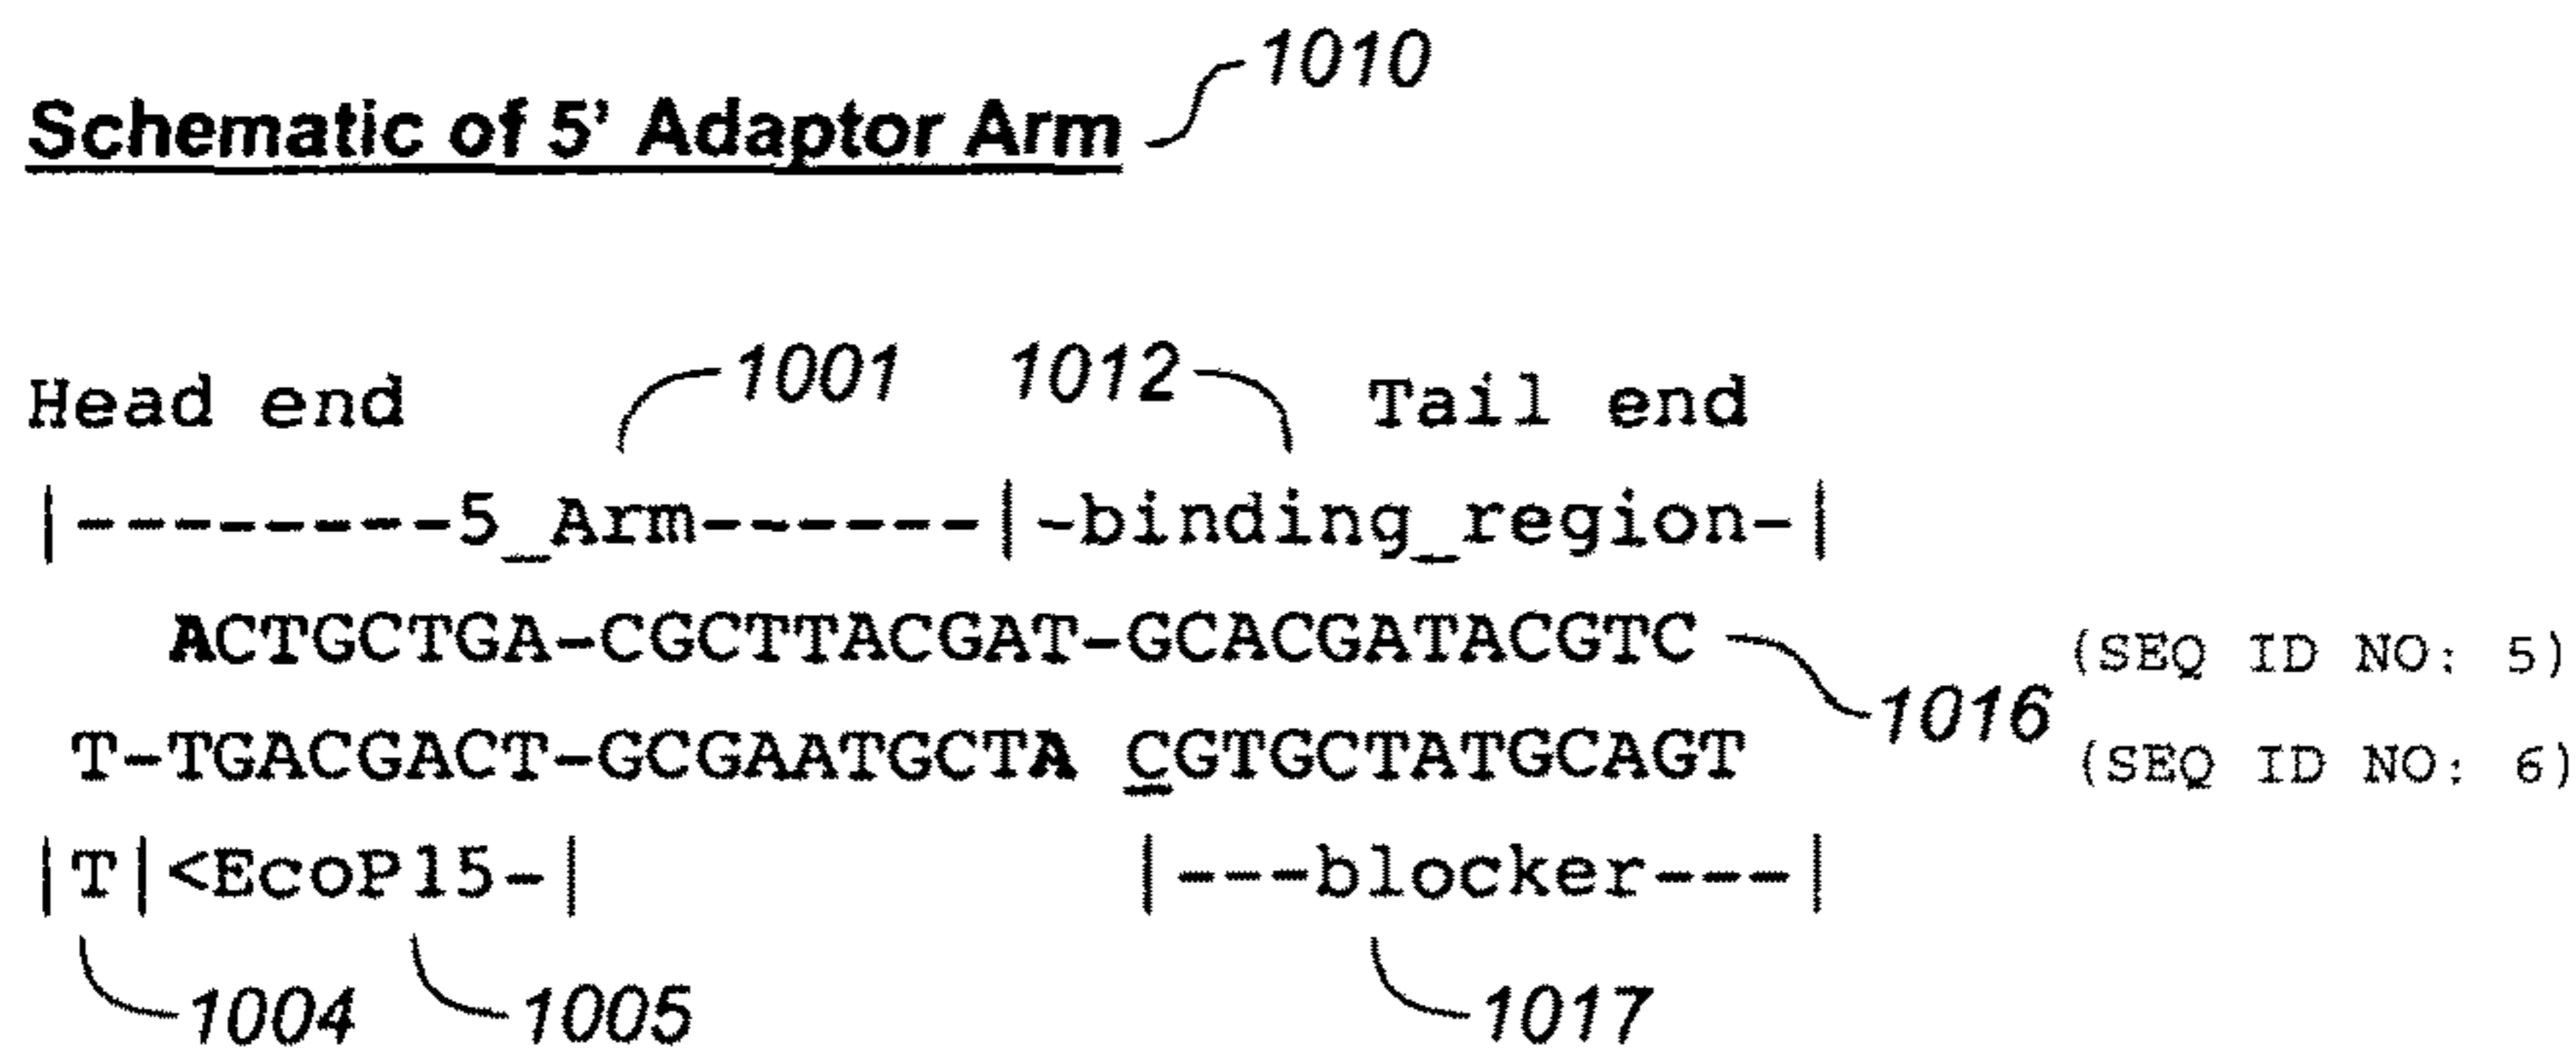 1010
Schematic of 5' Adaptor Arm
1001 1012
Head end Tail end
|---------5_Arm------|-binding_region-|
ACTGCTGA-CGCTTACGAT-GCACGATACGTC (SEQ ID NO: 5)
1016
T-TGACGACT-GCGAATGCTA CGTGCTATGCAGT (SEQ ID NO: 6)
|T|<EcoP15-| |---blocker---|
1004 1005 1017